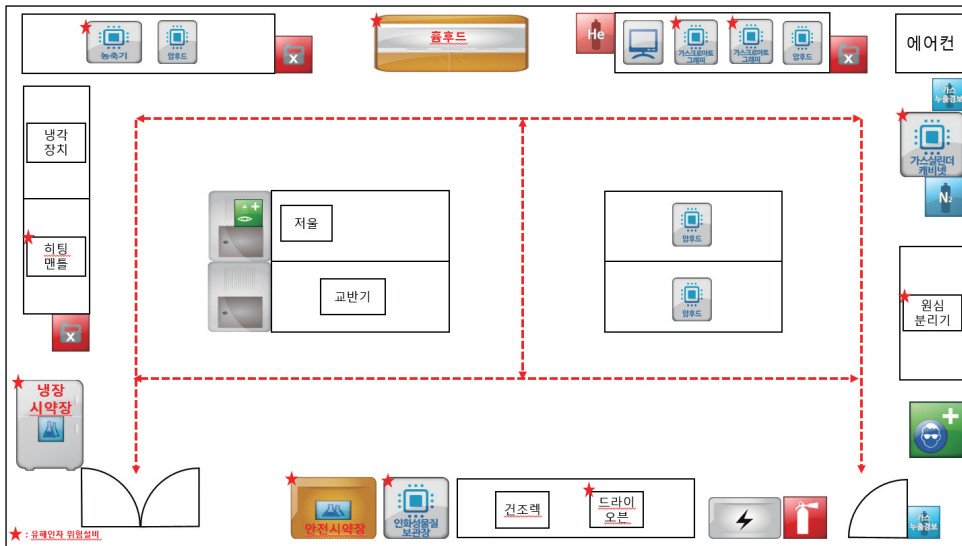 농축기
암후드
x
흄후드
He
가스크로마토
그래피
가스크로마토
그래피
암후드
x
에어컨
가스
누출경보
냉각
장치
가스실린더
캐비넷
N2
저울
암후드
히팅
맨틀
교반기
암후드
원심
분리기
x
냉장
시약장
안전시약장
인화성물질
보관장
건조렉
드라이
오븐
가스
누출경보
★ : 유해인자 위험설비